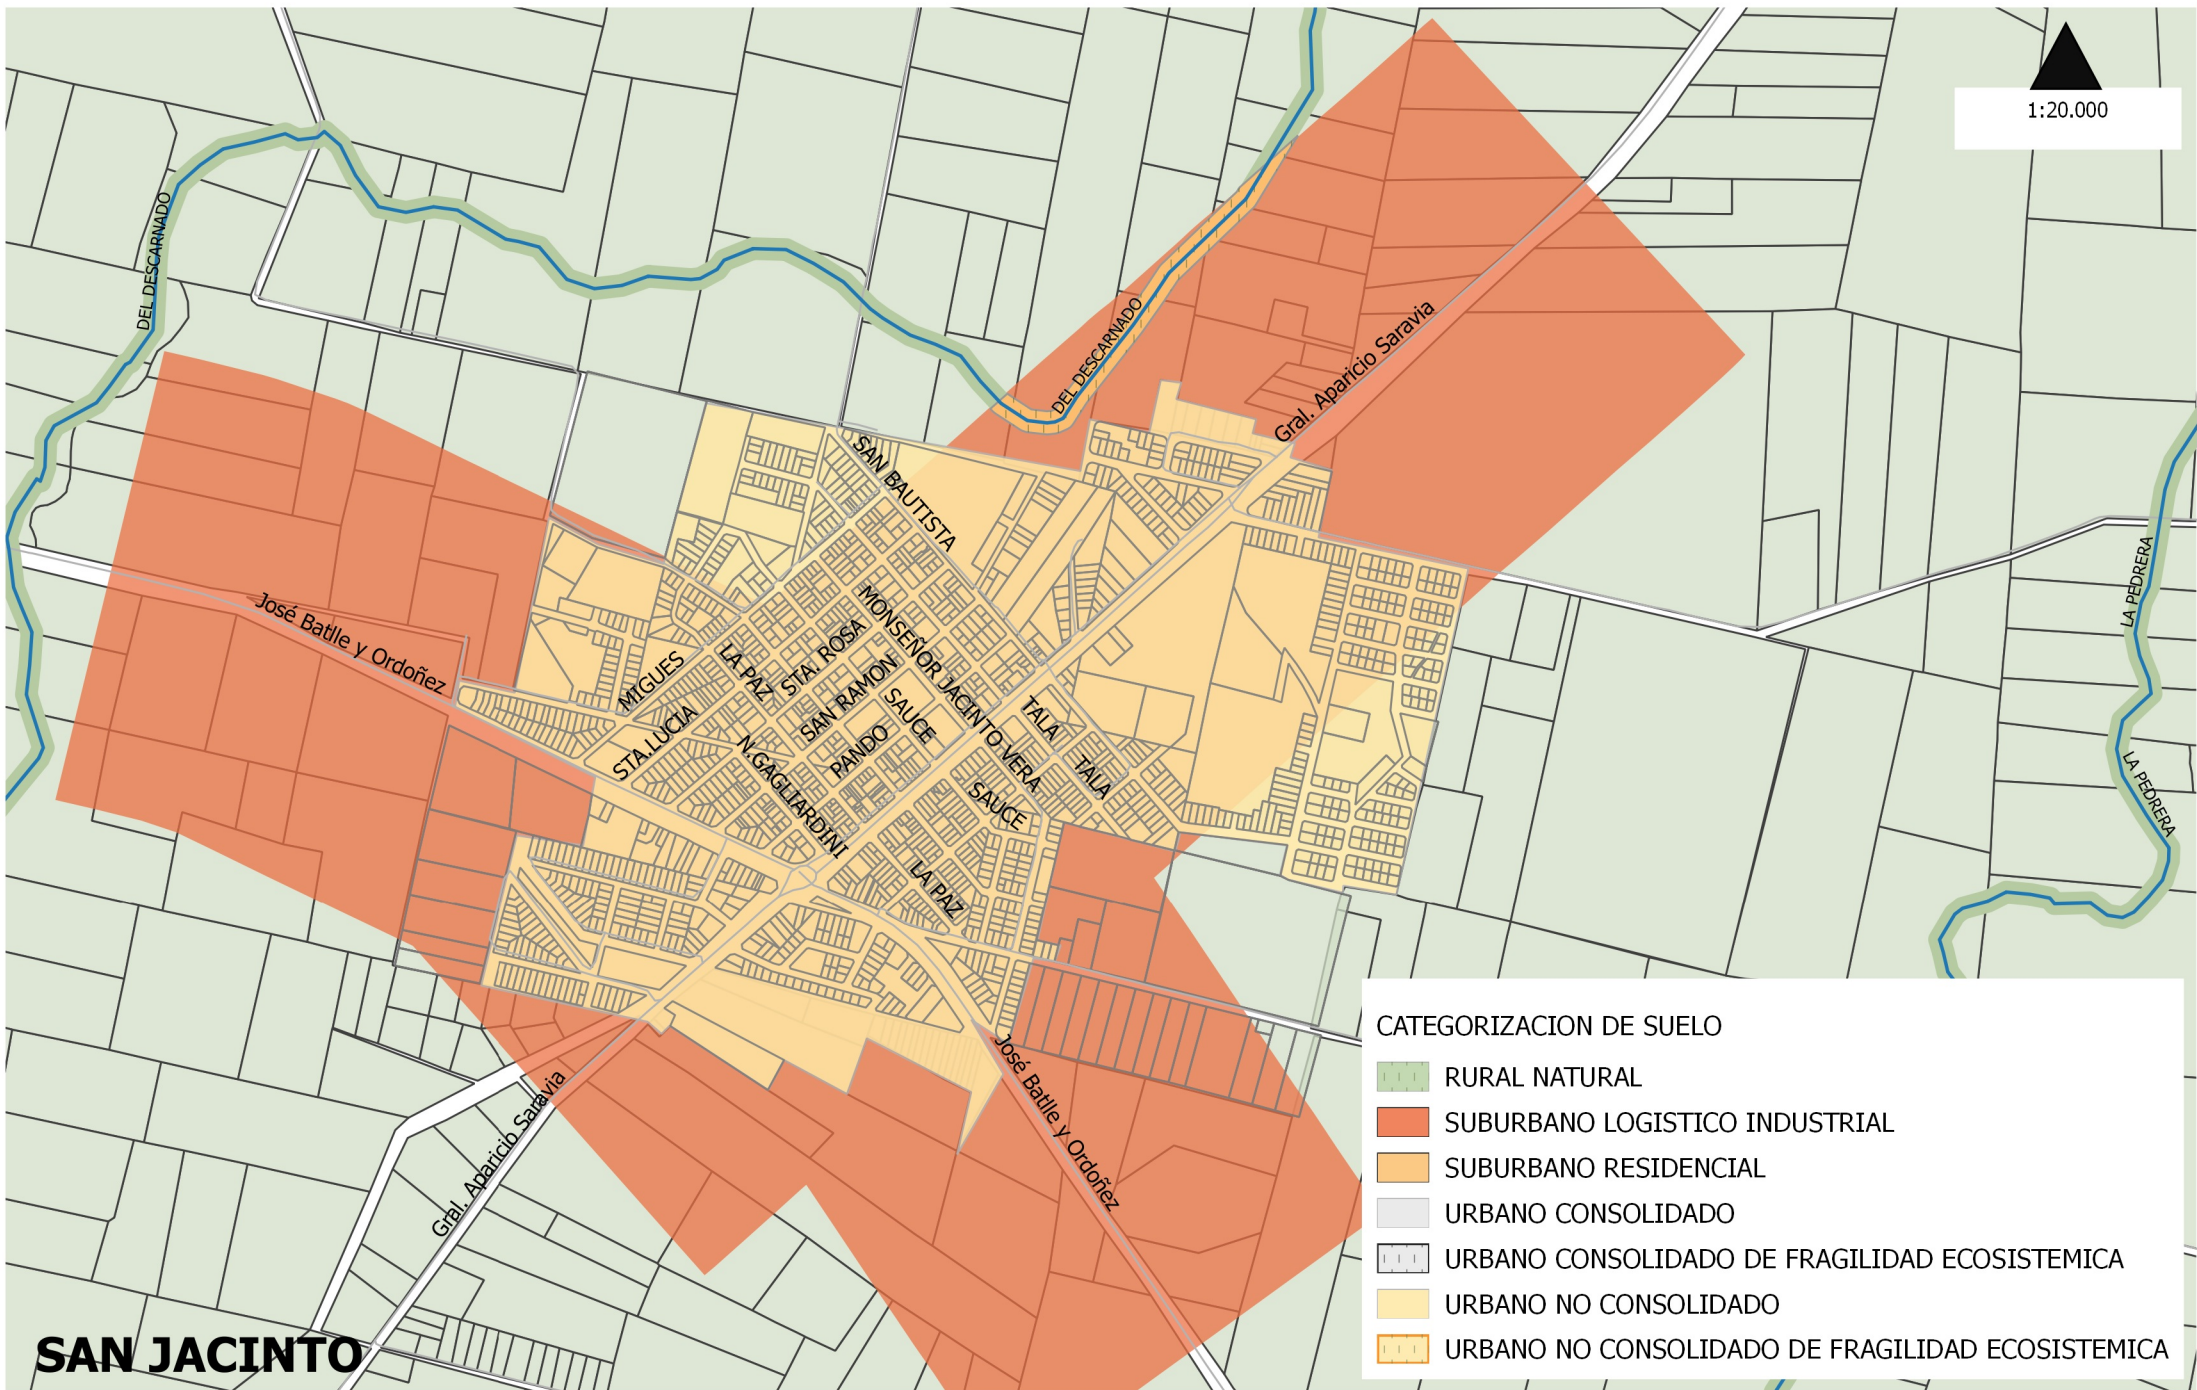 1:20.000
DEL DESCARNADO
DEL DESCARNADO
Gral. Aparicio Saravia
SAN BAUTISTA
LA PEDRERA
José Batlle y Ordoñez
MONSEÑOR JACINTO VERA
MIGUES
LA PAZ
STA. ROSA
SAN RAMON
SAUCE
TALA
STA.LUCIA
N.GAGLIARDINI
PANDO
TALA
SAUCE
LA PEDRERA
LA PAZ
José Batlle y Ordoñez
Gral. Aparicio Saravia
CATEGORIZACION DE SUELO
RURAL NATURAL
SUBURBANO LOGISTICO INDUSTRIAL
SUBURBANO RESIDENCIAL
URBANO CONSOLIDADO
URBANO CONSOLIDADO DE FRAGILIDAD ECOSISTEMICA
URBANO NO CONSOLIDADO
URBANO NO CONSOLIDADO DE FRAGILIDAD ECOSISTEMICA
SAN JACINTO